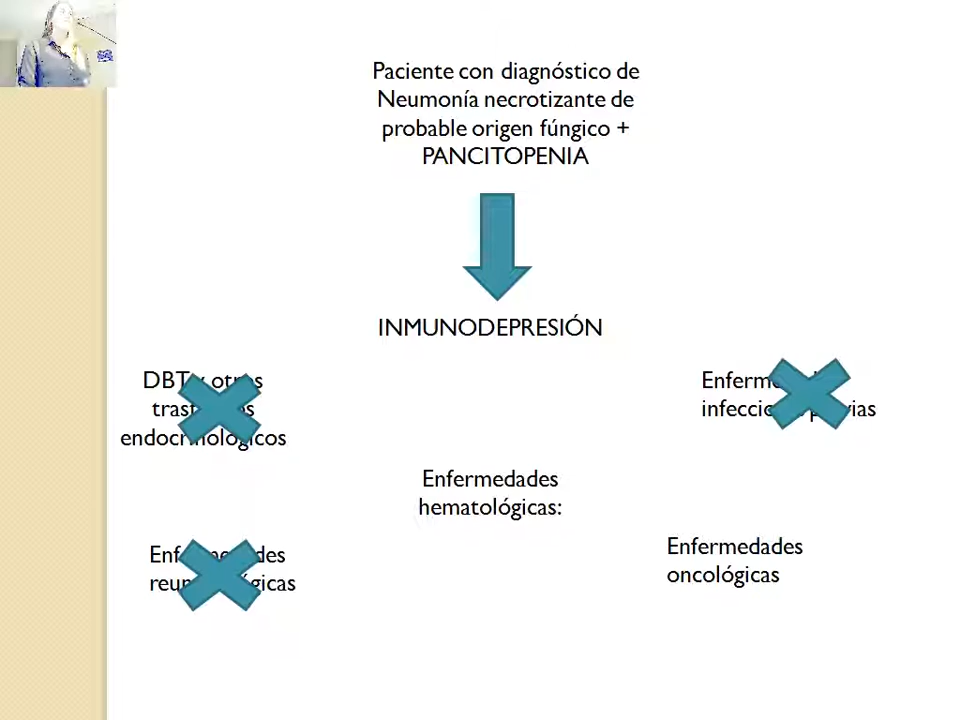 Paciente con diagnóstico de
Neumonía necrotizante de
probable origen fúngico +
PANCITOPENIA
INMUNODEPRESIÓN
DBT y otros
trastornos
endocrinológicos
Enfermedades
infecciosas previas
Enfermedades
hematológicas:
Enfermedades
reumatológicas
Enfermedades
oncológicas